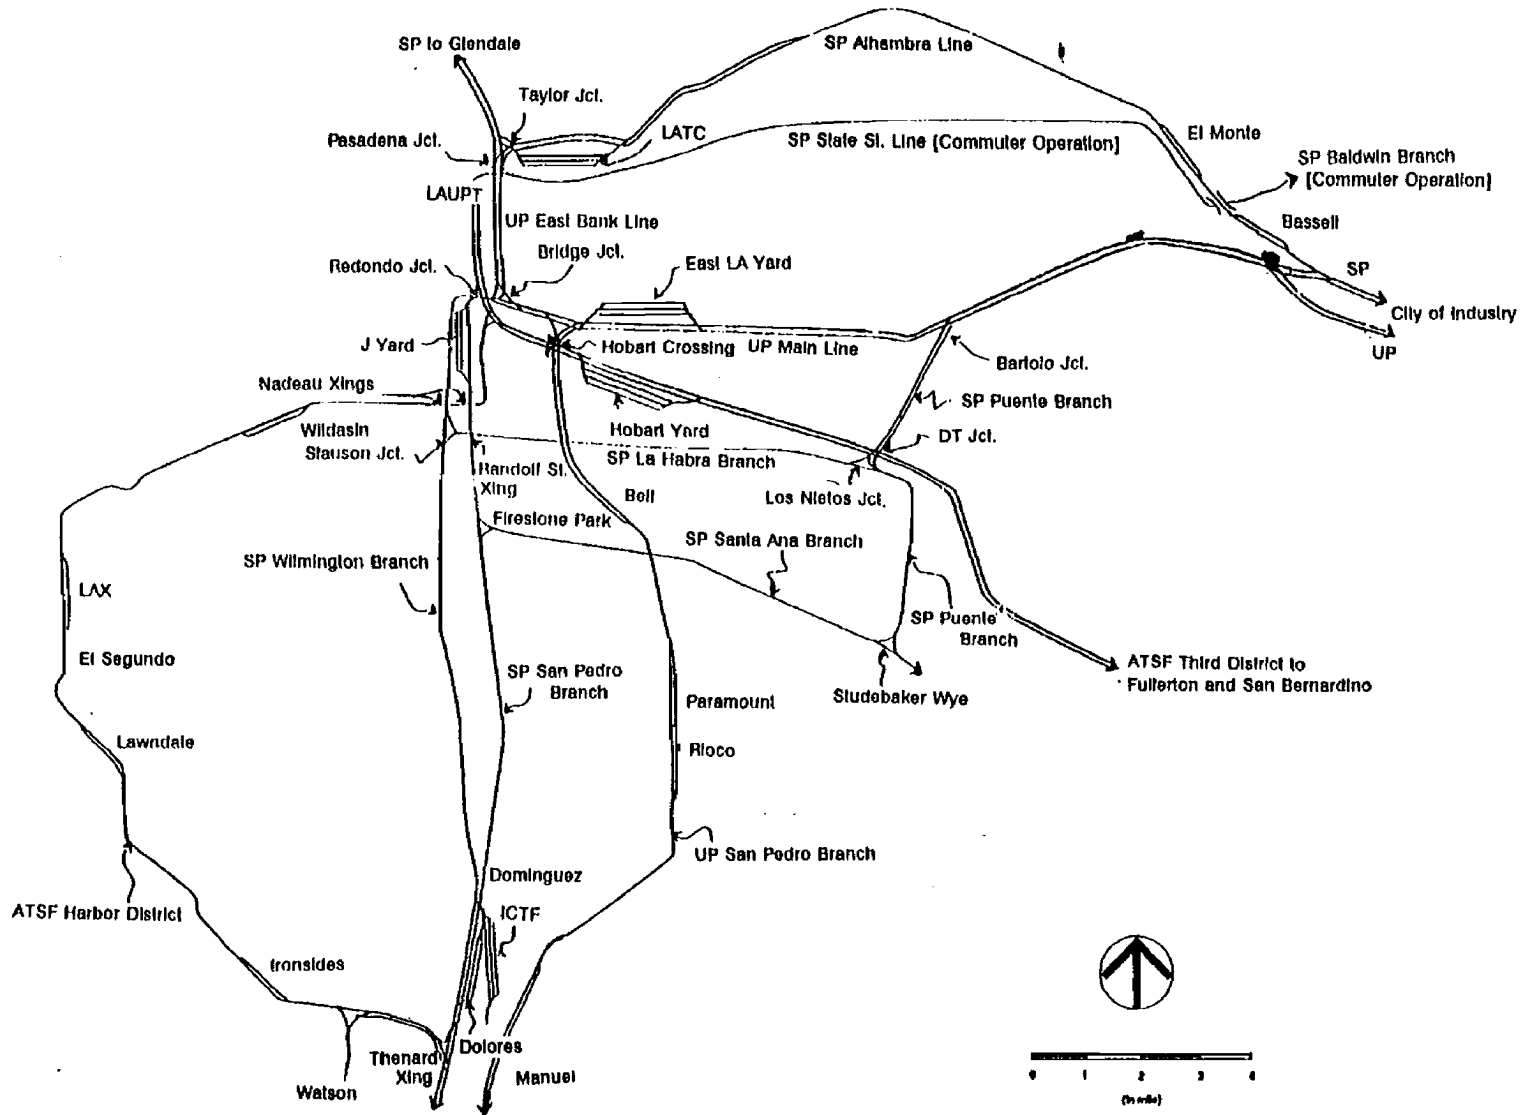 SP to Glendale
SP Alhambra Line
Taylor Jct.
Pasadena Jct.
LATC
SP State St. Line [Commuter Operation]
El Monte
SP Baldwin Branch
[Commuter Operation]
LAUPT
UP East Bank Line
Bassett
Bridge Jct.
Redondo Jct.
East LA Yard
SP
City of Industry
UP
J Yard
Hobart Crossing
UP Main Line
Bartolo Jct.
Nadeau Xings
SP Puente Branch
Hobart Yard
Wildasin
DT Jct.
Slauson Jct.
SP La Habra Branch
Randolf St.
Xing
Bell
Los Nietos Jct.
Firestone Park
SP Santa Ana Branch
SP Wilmington Branch
LAX
SP Puente
Branch
El Segundo
ATSF Third District to
Fullerton and San Bernardino
SP San Pedro
Branch
Studebaker Wye
Paramount
Lawndale
Rioco
UP San Pedro Branch
Dominguez
ATSF Harbor District
ICTF
Ironsides
Dolores
Thenard
Xing
Manuel
Watson
0 1 2 3 4
(in mile)